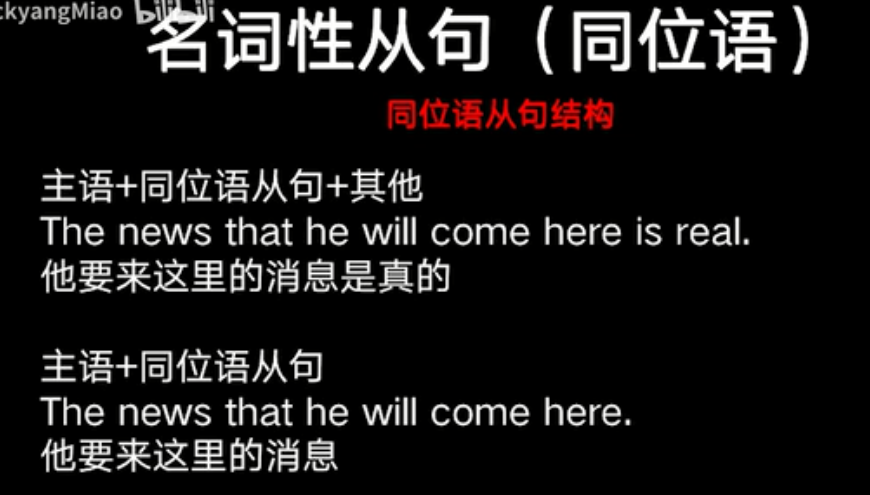 ckyangMiao bilibili
名词性从句（同位语）
同位语从句结构
主语+同位语从句+其他
The news that he will come here is real.
他要来这里的消息是真的
主语+同位语从句
The news that he will come here.
他要来这里的消息